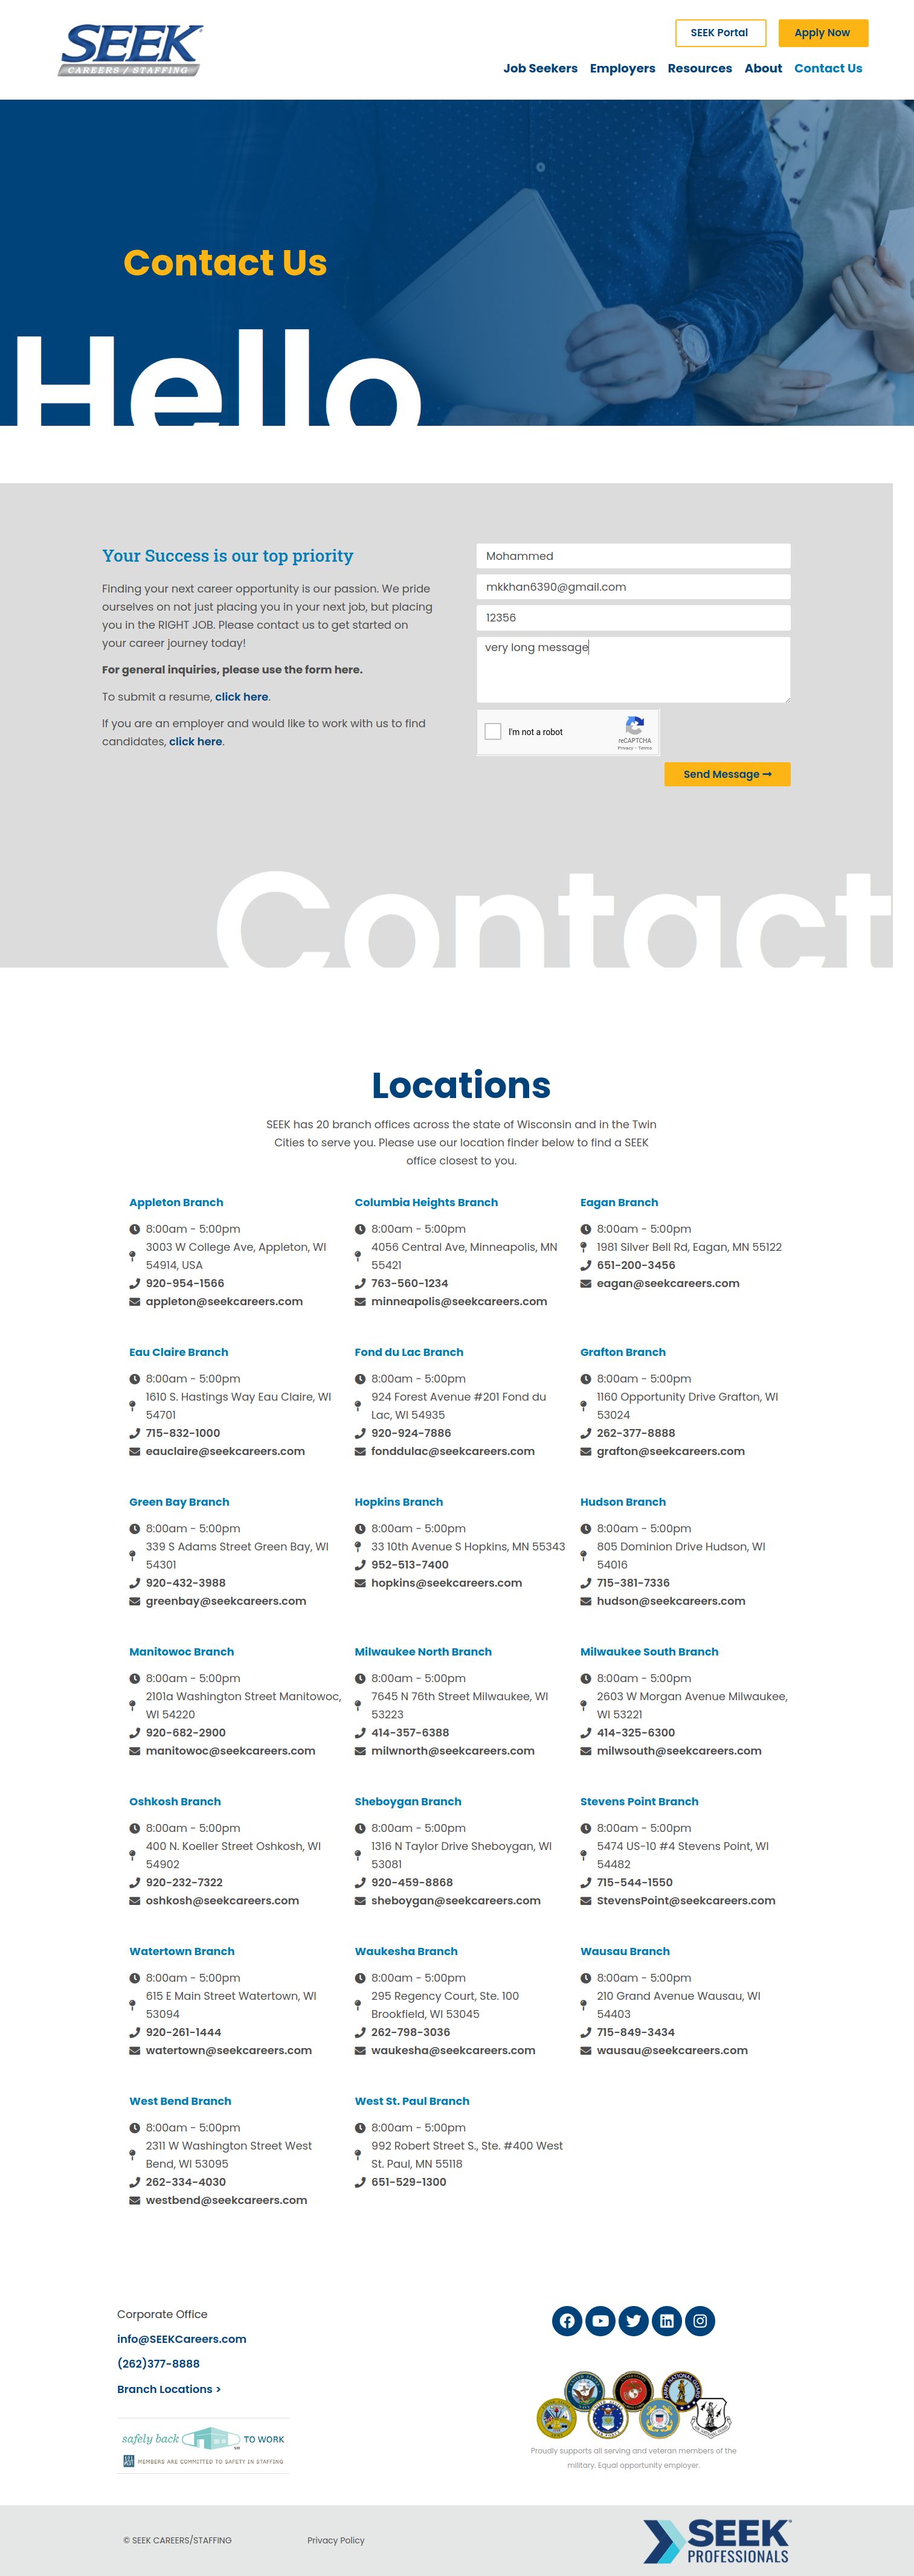 SEEK
CAREERS / STAFFING
SEEK Portal
Apply Now
Job Seekers Employers Resources About Contact Us
Contact Us
Hello
Your Success is our top priority
Finding your next career opportunity is our passion. We pride
ourselves on not just placing you in your next job, but placing
you in the RIGHT JOB. Please contact us to get started on
your career journey today!
For general inquiries, please use the form here.
To submit a resume, click here.
If you are an employer and would like to work with us to find
candidates, click here.
Mohammed
mkkhan6390@gmail.com
12356
very long message
I'm not a robot
reCAPTCHA
Privacy - Terms
Send Message
Contact
Locations
SEEK has 20 branch offices across the state of Wisconsin and in the Twin
Cities to serve you. Please use our location finder below to find a SEEK
office closest to you.
Appleton Branch
8:00am - 5:00pm
3003 W College Ave, Appleton, WI
54914, USA
920-954-1566
appleton@seekcareers.com
Columbia Heights Branch
8:00am - 5:00pm
4056 Central Ave, Minneapolis, MN
55421
763-560-1234
minneapolis@seekcareers.com
Eagan Branch
8:00am - 5:00pm
1981 Silver Bell Rd, Eagan, MN 55122
651-200-3456
eagan@seekcareers.com
Eau Claire Branch
8:00am - 5:00pm
1610 S. Hastings Way Eau Claire, WI
54701
715-832-1000
eauclaire@seekcareers.com
Fond du Lac Branch
8:00am - 5:00pm
924 Forest Avenue #201 Fond du
Lac, WI 54935
920-924-7886
fonddulac@seekcareers.com
Grafton Branch
8:00am - 5:00pm
1160 Opportunity Drive Grafton, WI
53024
262-377-8888
grafton@seekcareers.com
Green Bay Branch
8:00am - 5:00pm
339 S Adams Street Green Bay, WI
54301
920-432-3988
greenbay@seekcareers.com
Hopkins Branch
8:00am - 5:00pm
33 10th Avenue S Hopkins, MN 55343
952-513-7400
hopkins@seekcareers.com
Hudson Branch
8:00am - 5:00pm
805 Dominion Drive Hudson, WI
54016
715-381-7336
hudson@seekcareers.com
Manitowoc Branch
8:00am - 5:00pm
2101a Washington Street Manitowoc,
WI 54220
920-682-2900
manitowoc@seekcareers.com
Milwaukee North Branch
8:00am - 5:00pm
7645 N 76th Street Milwaukee, WI
53223
414-357-6388
milwnorth@seekcareers.com
Milwaukee South Branch
8:00am - 5:00pm
2603 W Morgan Avenue Milwaukee,
WI 53221
414-325-6300
milwsouth@seekcareers.com
Oshkosh Branch
8:00am - 5:00pm
400 N. Koeller Street Oshkosh, WI
54902
920-232-7322
oshkosh@seekcareers.com
Sheboygan Branch
8:00am - 5:00pm
1316 N Taylor Drive Sheboygan, WI
53081
920-459-8868
sheboygan@seekcareers.com
Stevens Point Branch
8:00am - 5:00pm
5474 US-10 #4 Stevens Point, WI
54482
715-544-1550
StevensPoint@seekcareers.com
Watertown Branch
8:00am - 5:00pm
615 E Main Street Watertown, WI
53094
920-261-1444
watertown@seekcareers.com
Waukesha Branch
8:00am - 5:00pm
295 Regency Court, Ste. 100
Brookfield, WI 53045
262-798-3036
waukesha@seekcareers.com
Wausau Branch
8:00am - 5:00pm
210 Grand Avenue Wausau, WI
54403
715-849-3434
wausau@seekcareers.com
West Bend Branch
8:00am - 5:00pm
2311 W Washington Street West
Bend, WI 53095
262-334-4030
westbend@seekcareers.com
West St. Paul Branch
8:00am - 5:00pm
992 Robert Street S., Ste. #400 West
St. Paul, MN 55118
651-529-1300
Corporate Office
info@SEEKCareers.com
(262)377-8888
Branch Locations >
safely back TO WORK
MEMBERS ARE COMMITTED TO SAFETY IN STAFFING
Proudly supports all serving and veteran members of the
military. Equal opportunity employer.
© SEEK CAREERS/STAFFING
Privacy Policy
SEEK
PROFESSIONALS